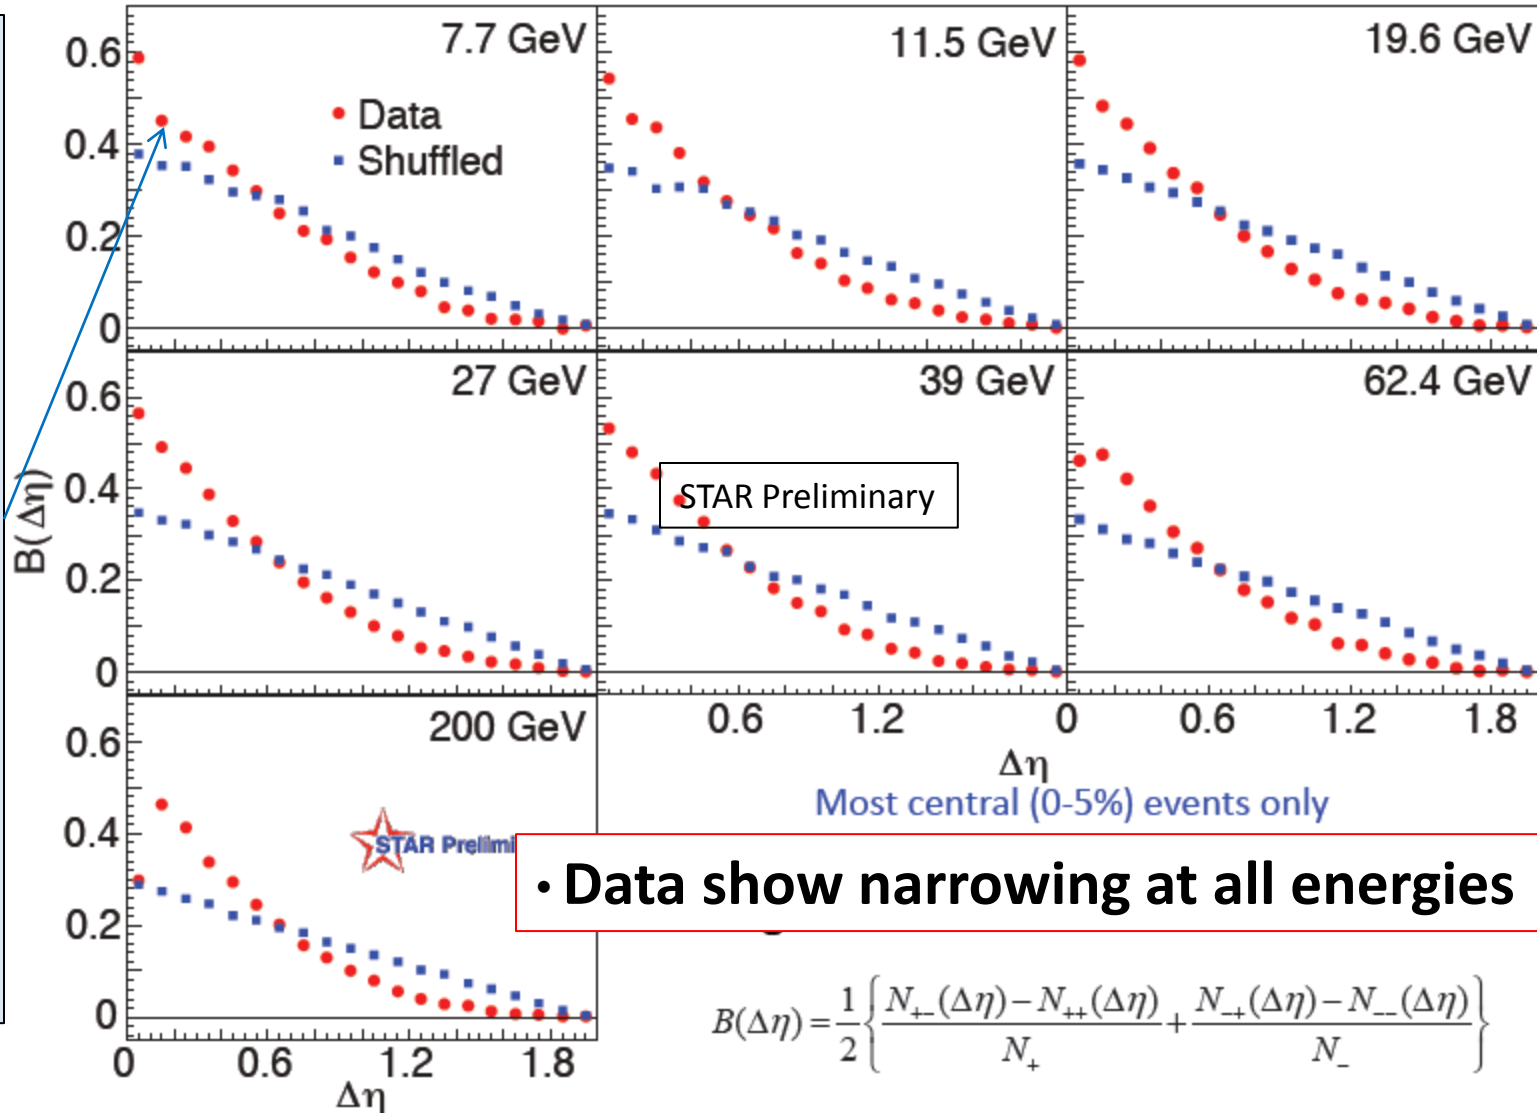 7.7 GeV
11.5 GeV
19.6 GeV
Data
Shuffled
0.6
0.4
0.2
0
27 GeV
39 GeV
62.4 GeV
0.6
0.4
0.2
0
B(Δη)
STAR Preliminary
200 GeV
0.6 1.2 0 0.6 1.2 1.8
Δη
0.6
0.4
0.2
0
Most central (0-5%) events only
STAR
• Data show narrowing at all energies
B(Δη) = 1/2 { (N+-(Δη) − N++(Δη))/N+ + (N-+(Δη) − N--(Δη))/N- }
0 0.6 1.2 1.8
Δη